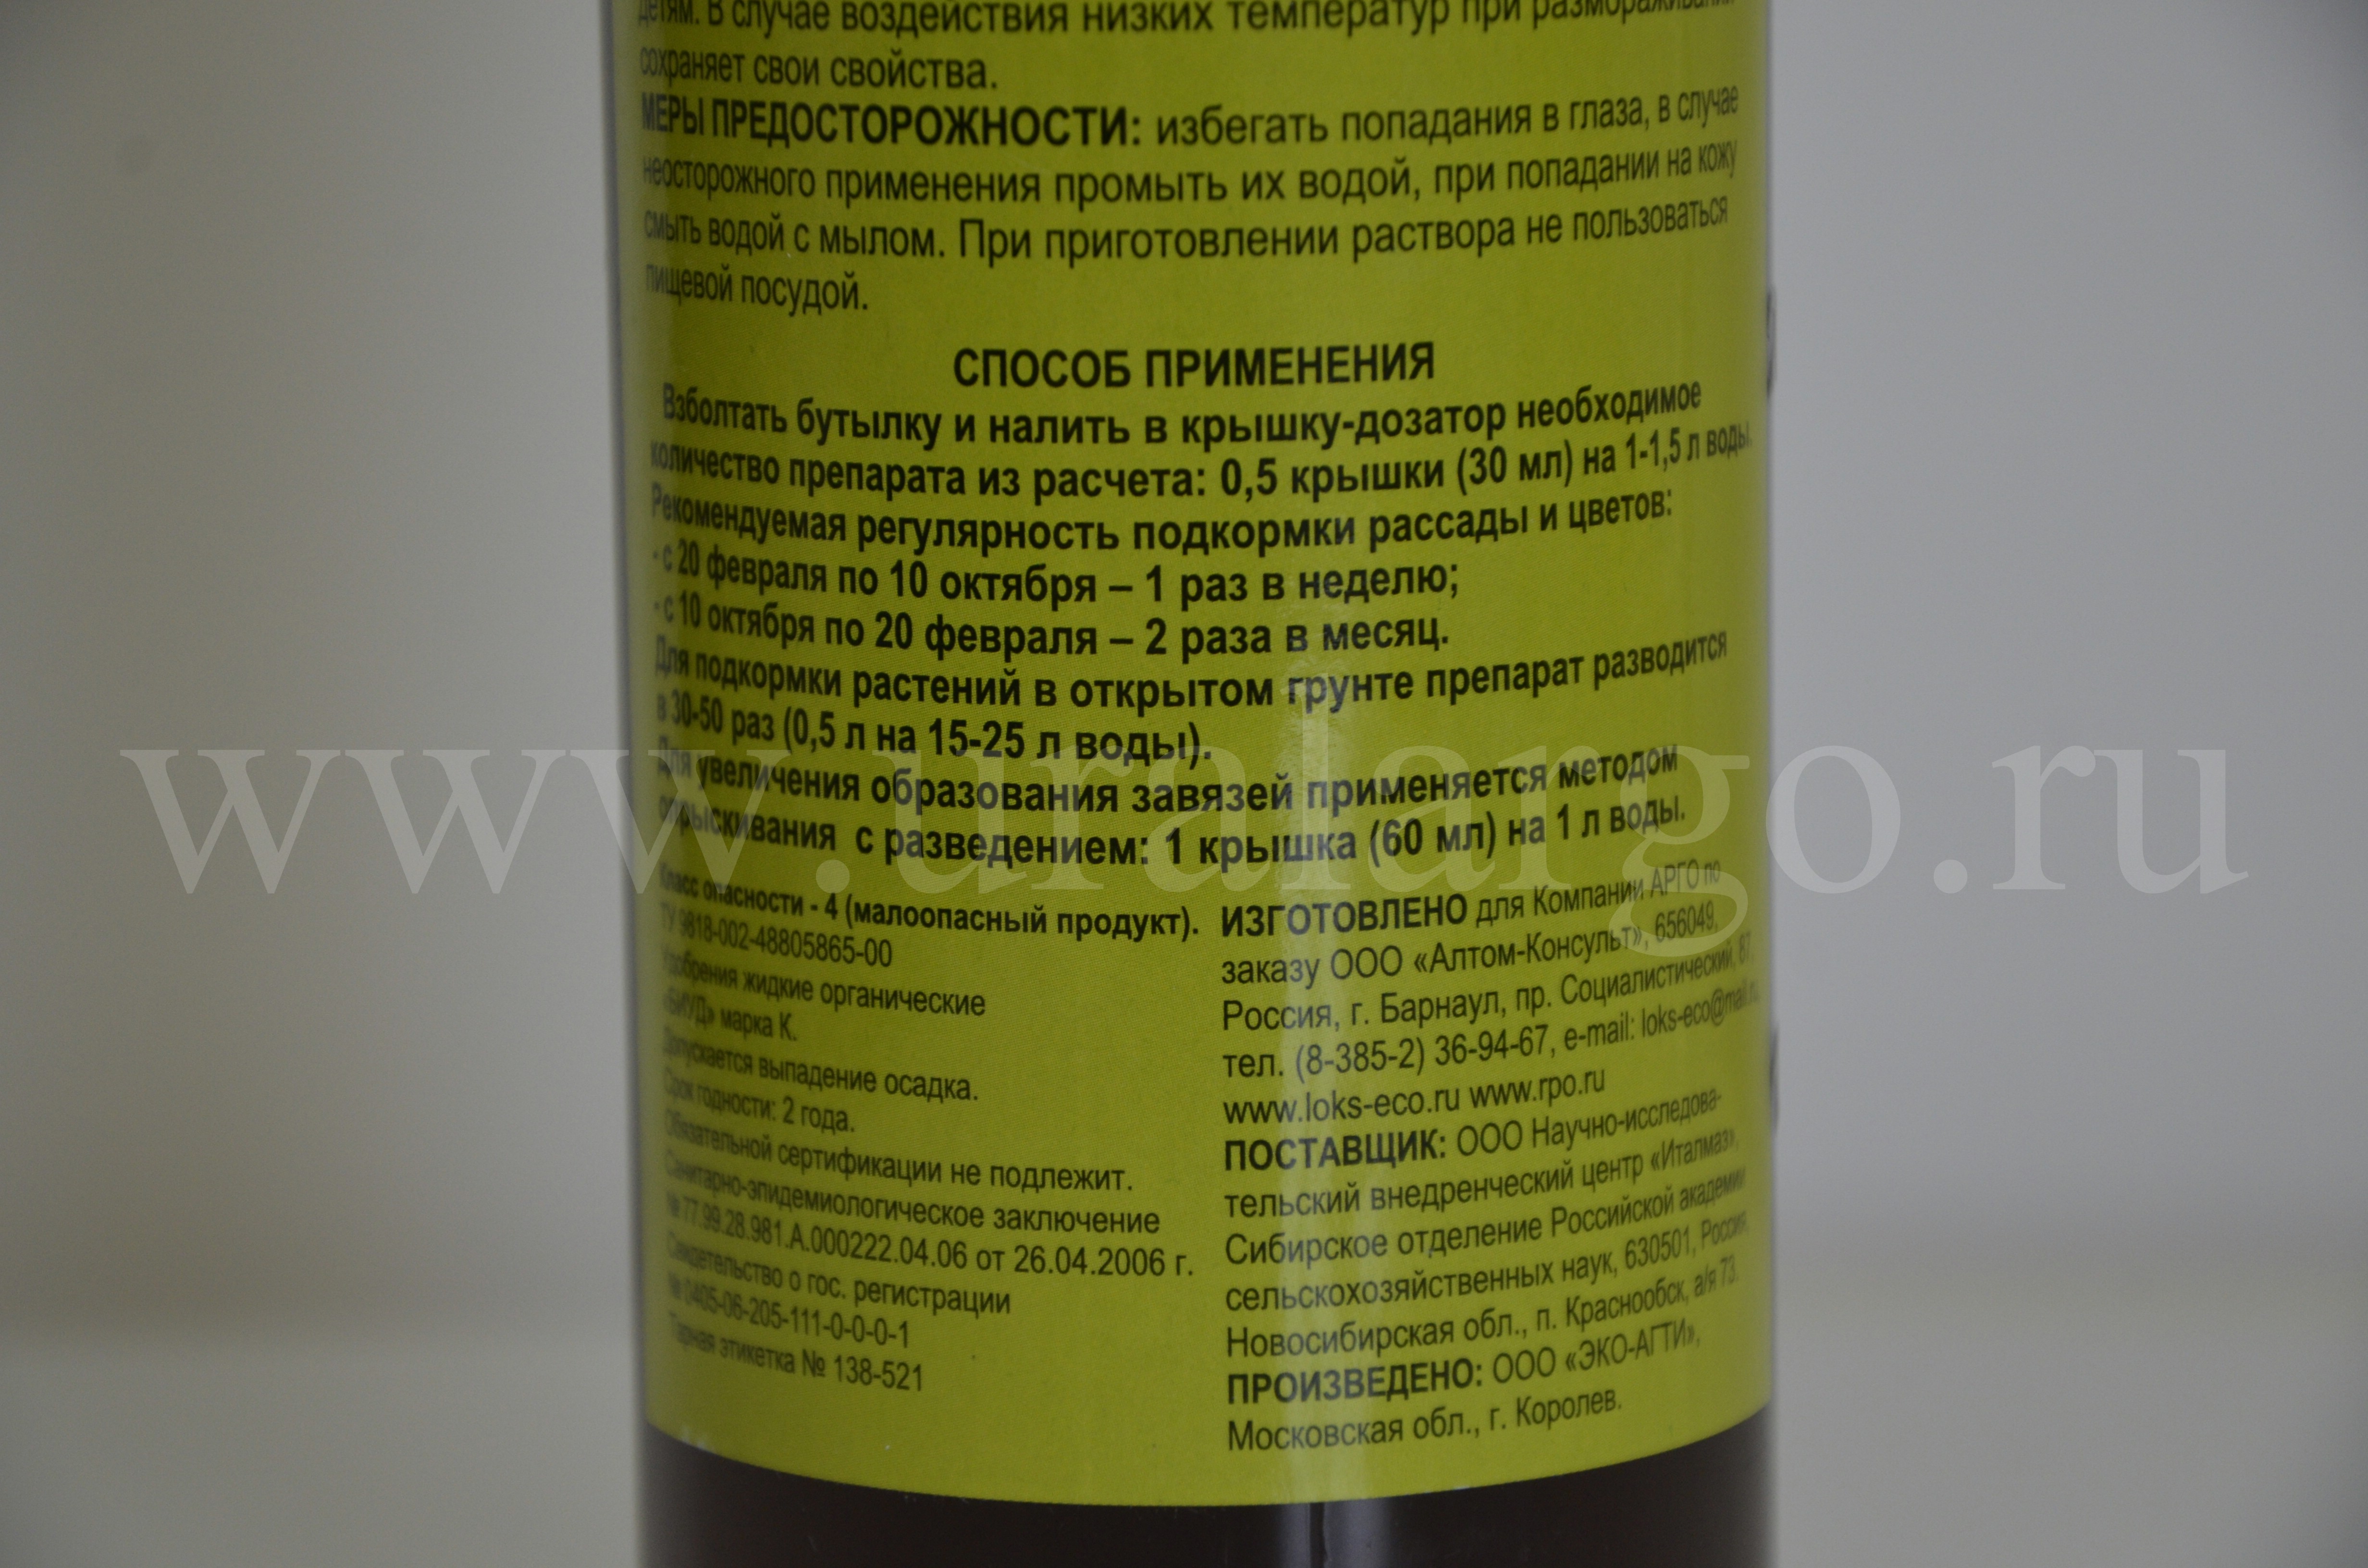 детям. В случае воздействия низких температур при размораживании
сохраняет свои свойства.
МЕРЫ ПРЕДОСТОРОЖНОСТИ: избегать попадания в глаза, в случае
неосторожного применения промыть их водой, при попадании на кожу
смыть водой с мылом. При приготовлении раствора не пользоваться
пищевой посудой.
СПОСОБ ПРИМЕНЕНИЯ
Взболтать бутылку и налить в крышку-дозатор необходимое
количество препарата из расчета: 0,5 крышки (30 мл) на 1-1,5 л воды.
Рекомендуемая регулярность подкормки рассады и цветов:
- с 20 февраля по 10 октября – 1 раз в неделю;
- с 10 октября по 20 февраля – 2 раза в месяц.
Для подкормки растений в открытом грунте препарат разводится
в 30-50 раз (0,5 л на 15-25 л воды).
Для увеличения образования завязей применяется методом
опрыскивания с разведением: 1 крышка (60 мл) на 1 л воды.
Класс опасности - 4 (малоопасный продукт).
ТУ 9818-002-48805865-00
Удобрения жидкие органические
«БИУД» марка К.
Допускается выпадение осадка.
Срок годности: 2 года.
Обязательной сертификации не подлежит.
Санитарно-эпидемиологическое заключение
№ 77.99.28.981.А.000222.04.06 от 26.04.2006 г.
Свидетельство о гос. регистрации
№ 0405-06-205-111-0-0-0-1
Тарная этикетка № 138-521
ИЗГОТОВЛЕНО для Компании АРГО по
заказу ООО «Алтом-Консульт», 656049,
Россия, г. Барнаул, пр. Социалистический, 87,
тел. (8-385-2) 36-94-67, e-mail: loks-eco@mail.ru,
www.loks-eco.ru www.rpo.ru
ПОСТАВЩИК: ООО Научно-исследова-
тельский внедренческий центр «Италмаз»,
Сибирское отделение Российской академии
сельскохозяйственных наук, 630501, Россия,
Новосибирская обл., п. Краснообск, а/я 73.
ПРОИЗВЕДЕНО: ООО «ЭКО-АГТИ»,
Московская обл., г. Королев.
www.uralargo.ru